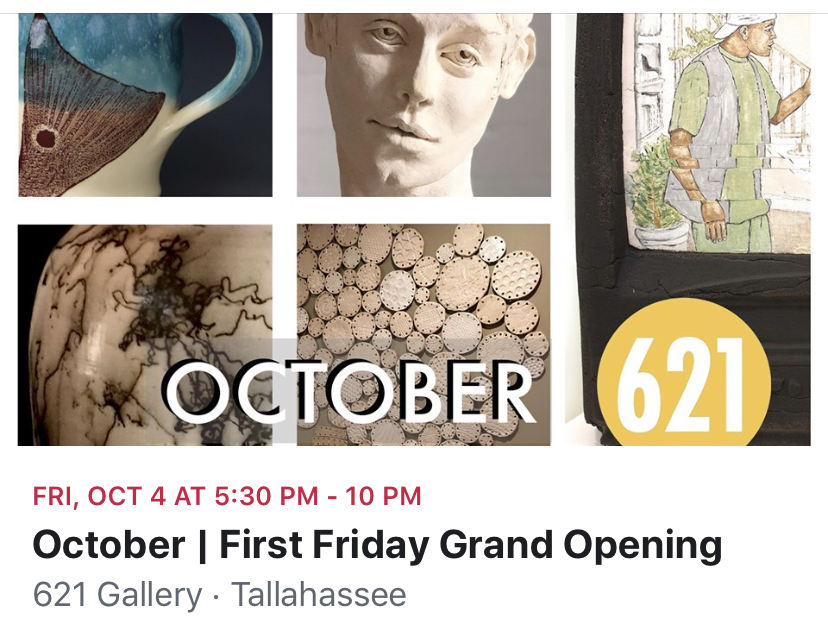 OCTOBER
621
FRI, OCT 4 AT 5:30 PM - 10 PM
October | First Friday Grand Opening
621 Gallery · Tallahassee